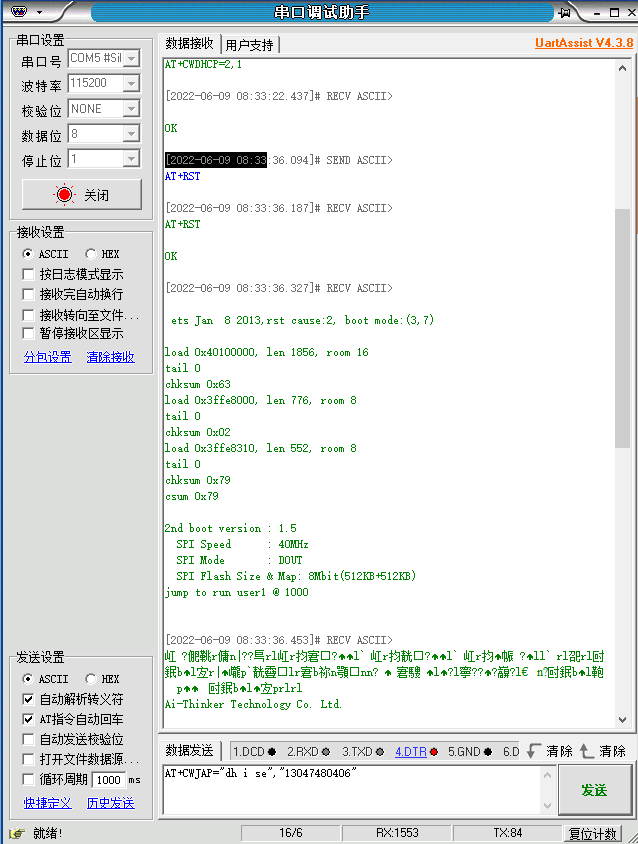 串口调试助手
串口设置
串口号 COM5 #Sil
波特率 115200
校验位 NONE
数据位 8
停止位 1
关闭
接收设置
ASCII HEX
按日志模式显示
接收完自动换行
接收转向至文件...
暂停接收区显示
分包设置 清除接收
发送设置
ASCII HEX
自动解析转义符
AT指令自动回车
自动发送校验位
打开文件数据源...
循环周期 1000 ms
快捷定义 历史发送
数据接收 用户支持
UartAssist V4.3.8
AT+CWDHCP=2,1
[2022-06-09 08:33:22.437]# RECV ASCII>
OK
[2022-06-09 08:33:36.094]# SEND ASCII>
AT+RST
[2022-06-09 08:33:36.187]# RECV ASCII>
AT+RST
OK
[2022-06-09 08:33:36.327]# RECV ASCII>
ets Jan  8 2013,rst cause:2, boot mode:(3,7)
load 0x40100000, len 1856, room 16
tail 0
chksum 0x63
load 0x3ffe8000, len 776, room 8
tail 0
chksum 0x02
load 0x3ffe8310, len 552, room 8
tail 0
chksum 0x79
csum 0x79
2nd boot version : 1.5
SPI Speed      : 40MHz
SPI Mode       : DOUT
SPI Flash Size & Map: 8Mbit(512KB+512KB)
jump to run user1 @ 1000
[2022-06-09 08:33:36.453]# RECV ASCII>
Ai-Thinker Technology Co. Ltd.
数据发送 1.DCD 2.RXD 3.TXD 4.DTR 5.GND 6.D 清除 清除
AT+CWJAP="dh i se","13047480406"
发送
就绪! 16/6 RX:1553 TX:84 复位计数